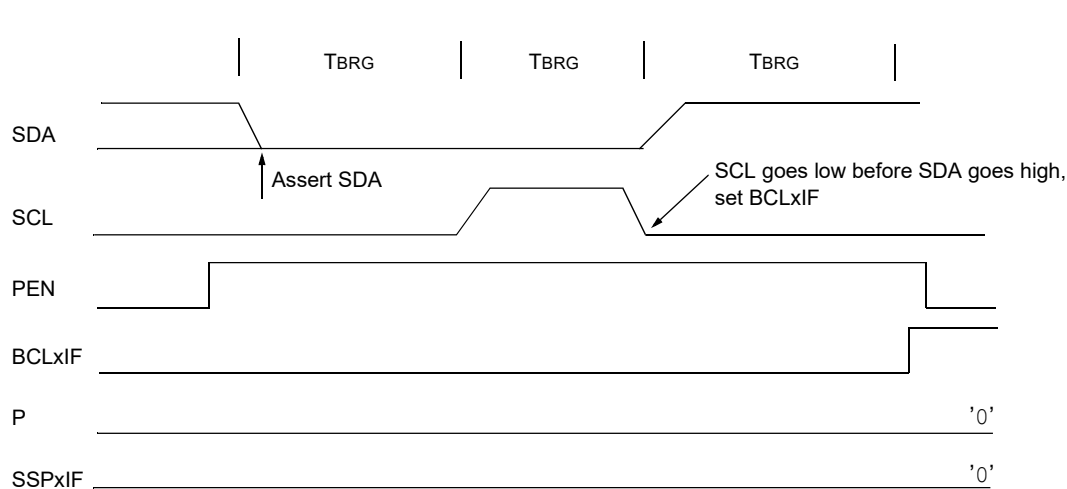 TBRG TBRG TBRG
SDA
Assert SDA
SCL goes low before SDA goes high,
set BCLxIF
SCL
PEN
BCLxIF
P '0'
SSPxIF '0'